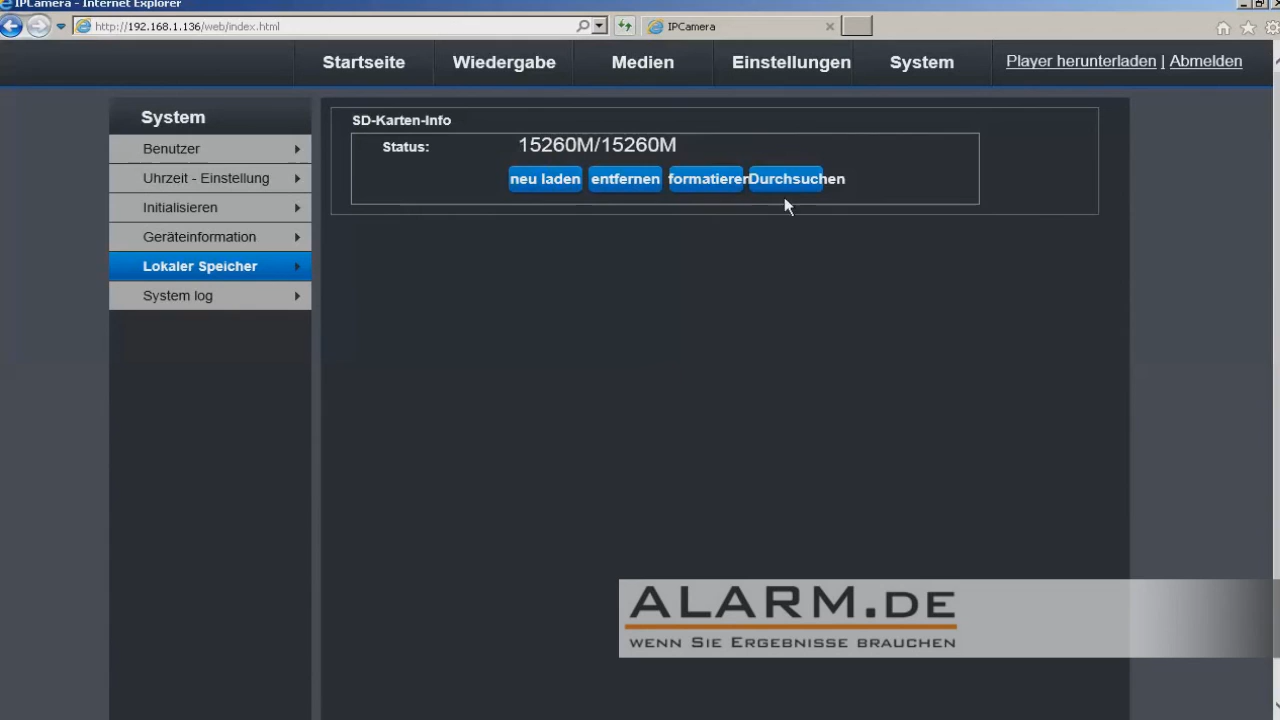 IPCamera - Internet Explorer
http://192.168.1.136/web/index.html
IPCamera
Startseite
Wiedergabe
Medien
Einstellungen
System
Player herunterladen | Abmelden
System
Benutzer
Uhrzeit - Einstellung
Initialisieren
Geräteinformation
Lokaler Speicher
System log
SD-Karten-Info
Status:
15260M/15260M
neu laden
entfernen
formatieren
Durchsuchen
ALARM.DE
WENN SIE ERGEBNISSE BRAUCHEN